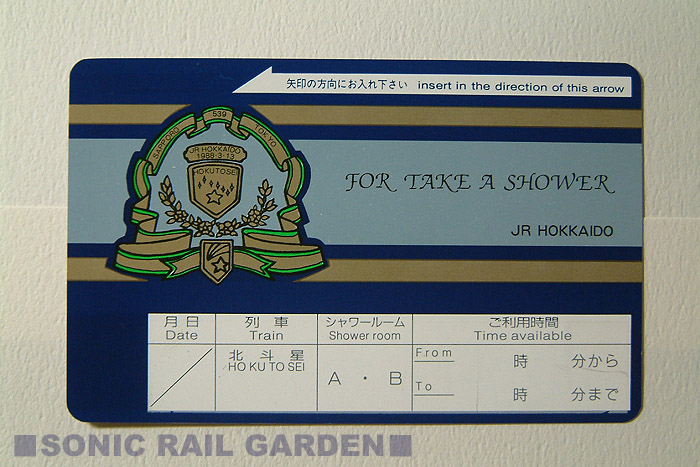 矢印の方向にお入れ下さい insert in the direction of this arrow
SAPPORO 539 TOKYO
JR HOKKAIDO
1988·3·13
HOKUTOSEI
FOR TAKE A SHOWER
JR HOKKAIDO
月日 列車 シャワールーム ご利用時間
Date Train Shower room Time available
北斗星 From 時 分から
HO KU TO SEI
A · B
To 時 分まで
■SONIC RAIL GARDEN■